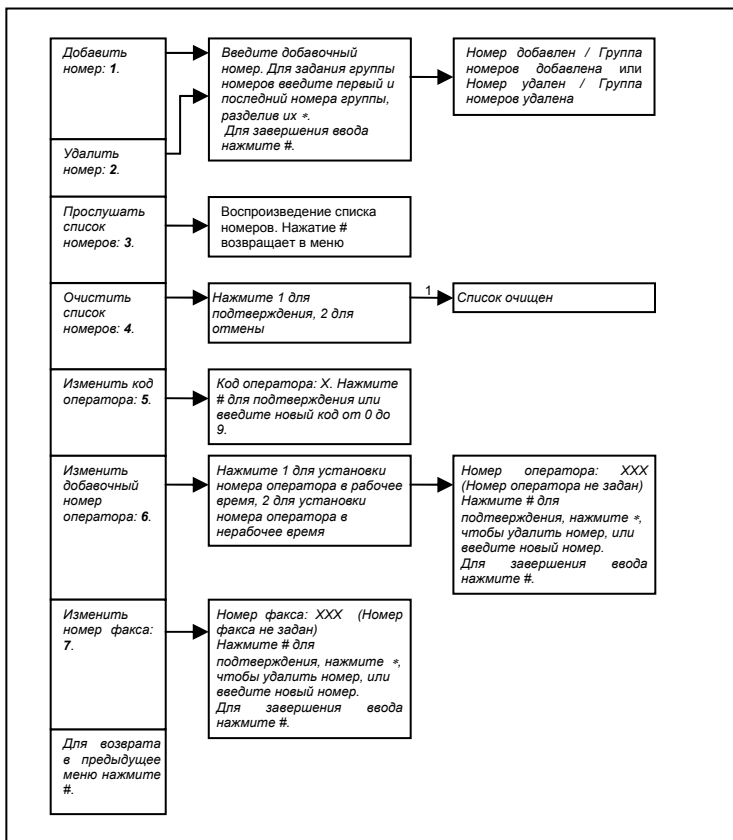 Добавить
номер: 1.
Введите добавочный
номер. Для задания группы
номеров введите первый и
последний номера группы,
разделив их *.
Для завершения ввода
нажмите #.
Номер добавлен / Группа
номеров добавлена или
Номер удален / Группа
номеров удалена
Удалить
номер: 2.
Прослушать
список
номеров: 3.
Воспроизведение списка
номеров. Нажатие #
возвращает в меню
Очистить
список
номеров: 4.
Нажмите 1 для
подтверждения, 2 для
отмены
1
Список очищен
Изменить код
оператора: 5.
Код оператора: X. Нажмите
# для подтверждения или
введите новый код от 0 до
9.
Изменить
добавочный
номер
оператора: 6.
Нажмите 1 для установки
номера оператора в рабочее
время, 2 для установки
номера оператора в
нерабочее время
Номер оператора: XXX
(Номер оператора не задан)
Нажмите # для
подтверждения, нажмите *,
чтобы удалить номер, или
введите новый номер.
Для завершения ввода
нажмите #.
Изменить
номер факса:
7.
Номер факса: XXX (Номер
факса не задан)
Нажмите # для
подтверждения, нажмите *,
чтобы удалить номер, или
введите новый номер.
Для завершения ввода
нажмите #.
Для возврата
в предыдущее
меню нажмите
#.